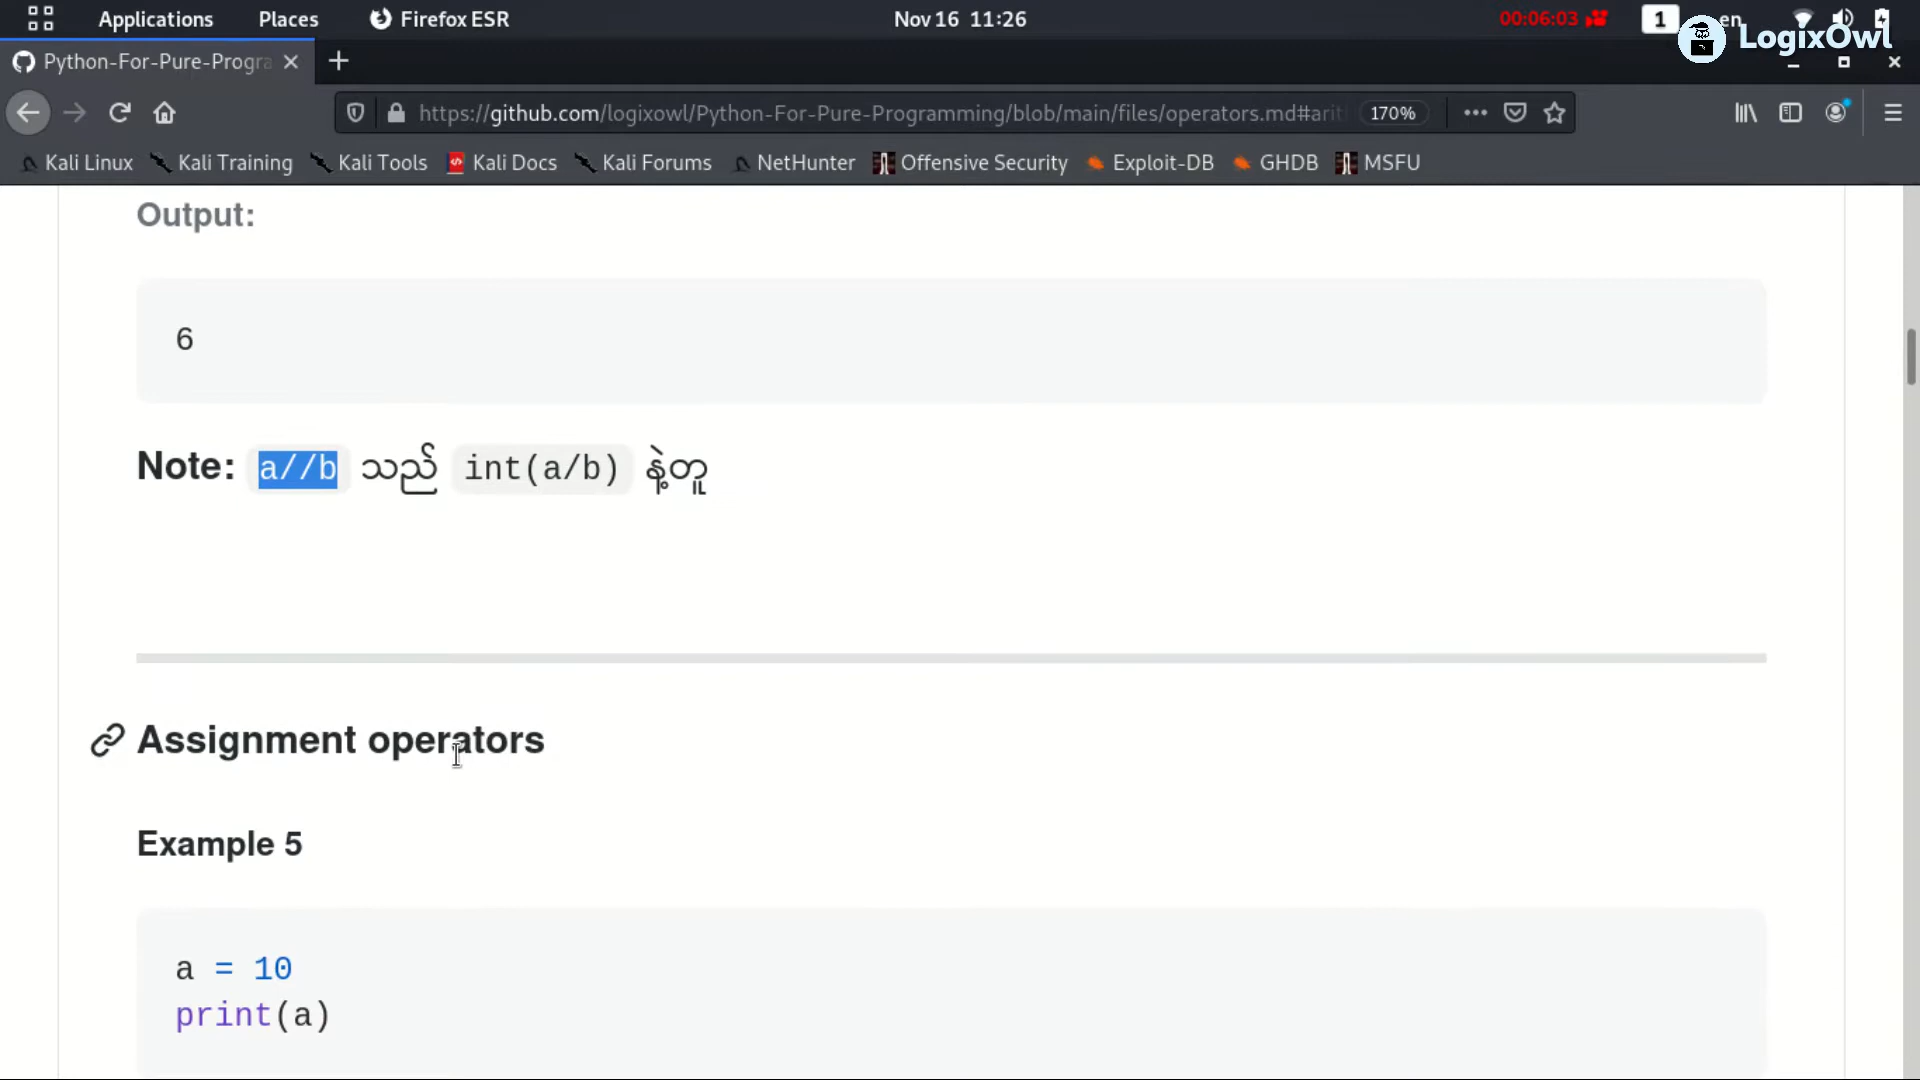 Applications Places Firefox ESR Nov 16 11:26 00:06:03 1 en
LogixOwl
Python-For-Pure-Progra
https://github.com/logixowl/Python-For-Pure-Programming/blob/main/files/operators.md#arit 170%
Kali Linux Kali Training Kali Tools Kali Docs Kali Forums NetHunter Offensive Security Exploit-DB GHDB MSFU
Output:
6
Note: a//b သည် int(a/b) နဲ့တူ
Assignment operators
Example 5
a = 10
print(a)